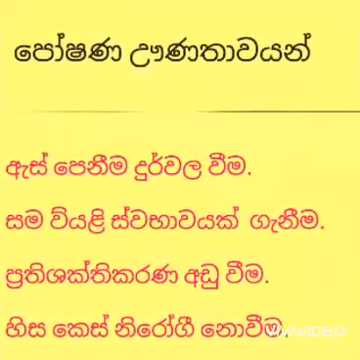 පෝෂණ ඌණතාවයන්
ඇස් පෙනීම දුර්වල වීම.
සම වියළි ස්වභාවයක් ගැනීම.
ප්‍රතිශක්තිකරණ අඩු වීම.
හිස කෙස් නිරෝගී නොවීම.